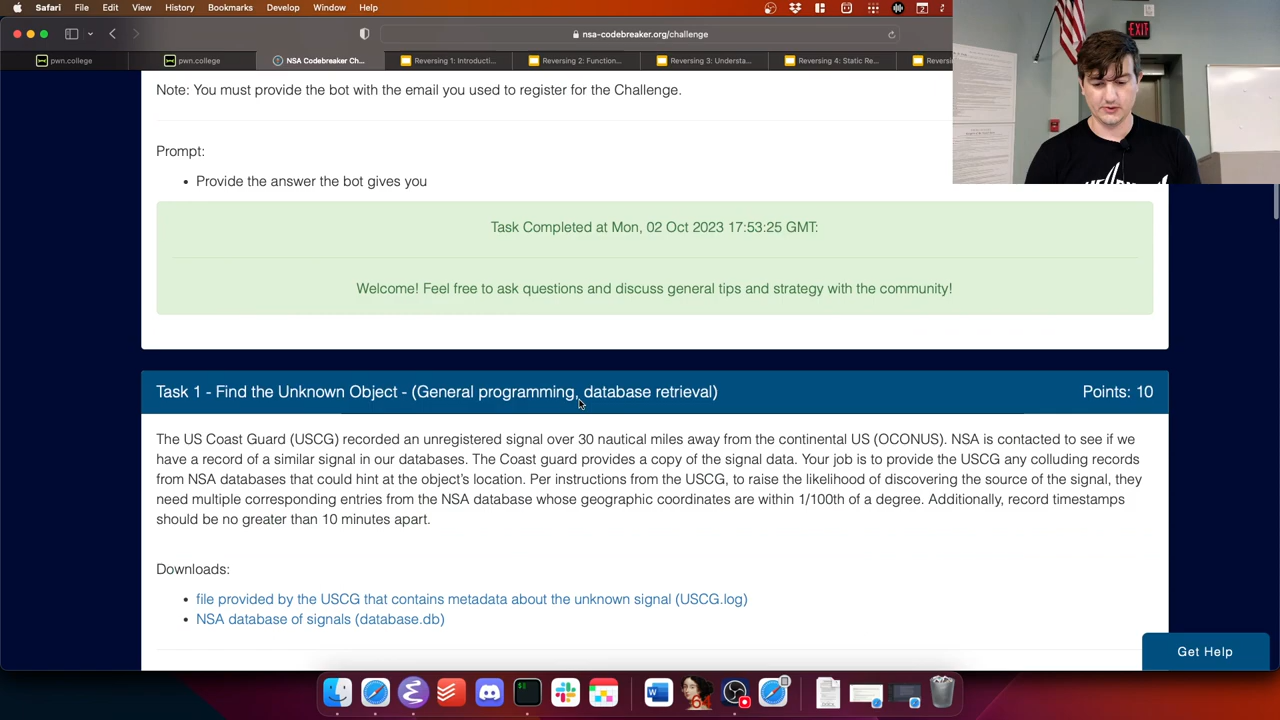 Safari File Edit View History Bookmarks Develop Window Help
nsa-codebreaker.org/challenge
pwn.college
pwn.college
NSA Codebreaker Ch...
Reversing 1: Introducti...
Reversing 2: Function...
Reversing 3: Understa...
Reversing 4: Static Re...
EXIT
Note: You must provide the bot with the email you used to register for the Challenge.
Prompt:
• Provide the answer the bot gives you
Task Completed at Mon, 02 Oct 2023 17:53:25 GMT:
Welcome! Feel free to ask questions and discuss general tips and strategy with the community!
Task 1 - Find the Unknown Object - (General programming, database retrieval) Points: 10
The US Coast Guard (USCG) recorded an unregistered signal over 30 nautical miles away from the continental US (OCONUS). NSA is contacted to see if we
have a record of a similar signal in our databases. The Coast guard provides a copy of the signal data. Your job is to provide the USCG any colluding records
from NSA databases that could hint at the object's location. Per instructions from the USCG, to raise the likelihood of discovering the source of the signal, they
need multiple corresponding entries from the NSA database whose geographic coordinates are within 1/100th of a degree. Additionally, record timestamps
should be no greater than 10 minutes apart.
Downloads:
• file provided by the USCG that contains metadata about the unknown signal (USCG.log)
• NSA database of signals (database.db)
Get Help